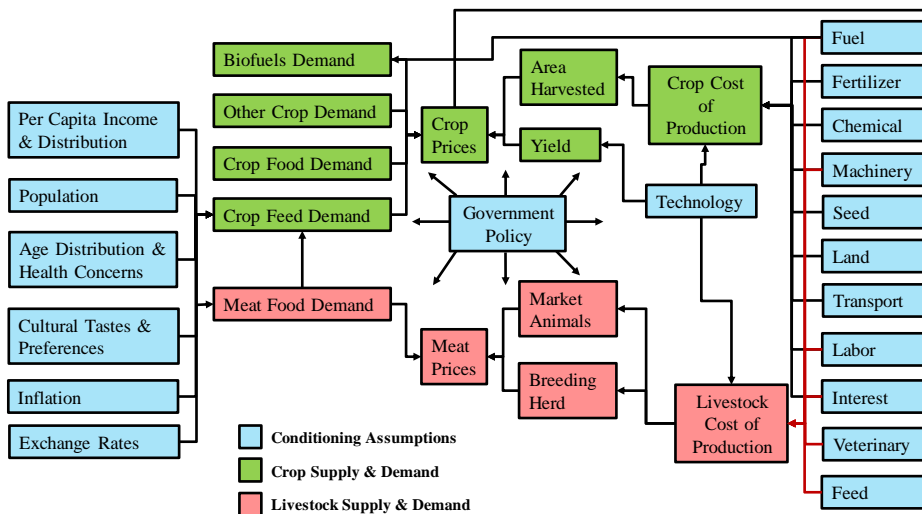 Biofuels Demand
Other Crop Demand
Crop Food Demand
Crop Feed Demand
Meat Food Demand
Per Capita Income
& Distribution
Population
Age Distribution &
Health Concerns
Cultural Tastes &
Preferences
Inflation
Exchange Rates
Crop
Prices
Area
Harvested
Yield
Crop Cost
of
Production
Government
Policy
Technology
Meat
Prices
Market
Animals
Breeding
Herd
Livestock
Cost of
Production
Fuel
Fertilizer
Chemical
Machinery
Seed
Land
Transport
Labor
Interest
Veterinary
Feed
Conditioning Assumptions
Crop Supply & Demand
Livestock Supply & Demand